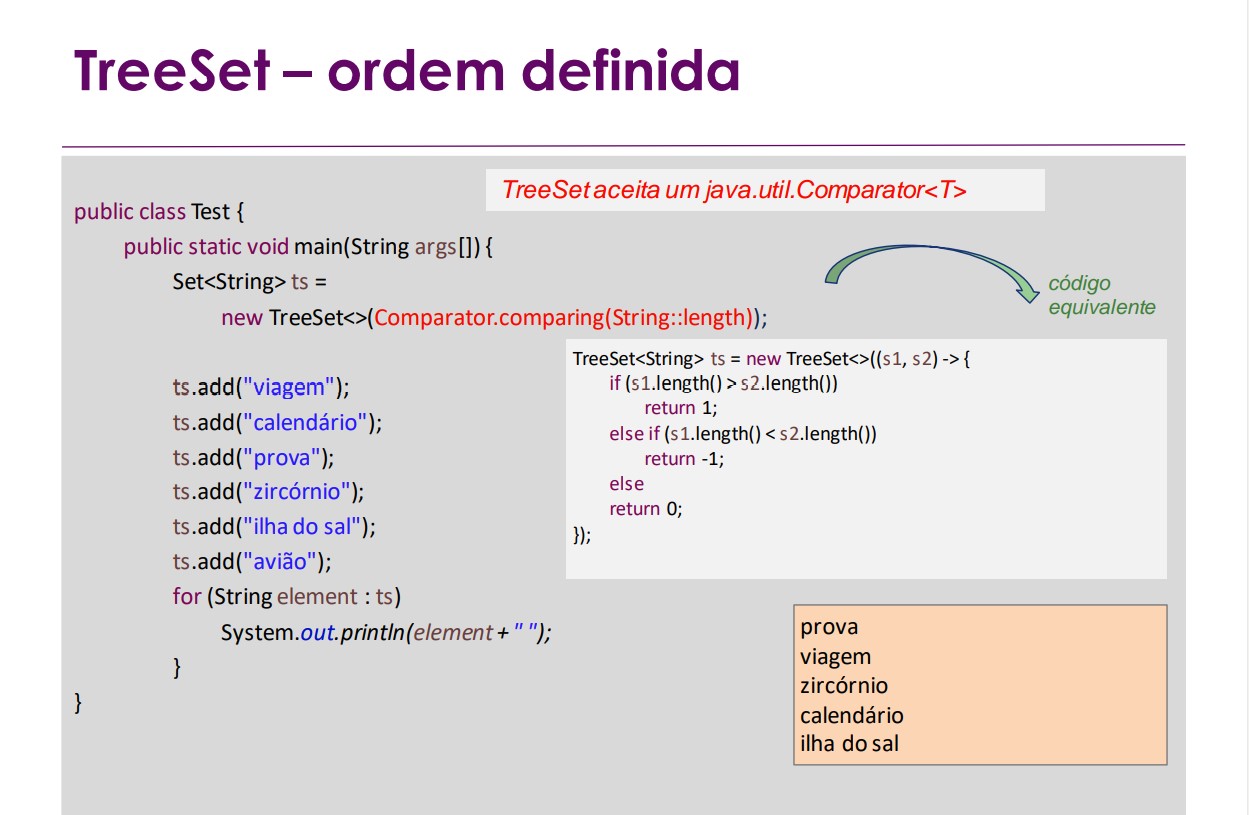 TreeSet – ordem definida
TreeSet aceita um java.util.Comparator<T>
public class Test {
public static void main(String args[]) {
Set<String> ts =
new TreeSet<>(Comparator.comparing(String::length));
código
equivalente
ts.add("viagem");
ts.add("calendário");
ts.add("prova");
ts.add("zircórnio");
ts.add("ilha do sal");
ts.add("avião");
for (String element : ts)
System.out.println(element + " ");
}
}
TreeSet<String> ts = new TreeSet<>((s1, s2) -> {
if (s1.length() > s2.length())
return 1;
else if (s1.length() < s2.length())
return -1;
else
return 0;
});
prova
viagem
zircórnio
calendário
ilha do sal